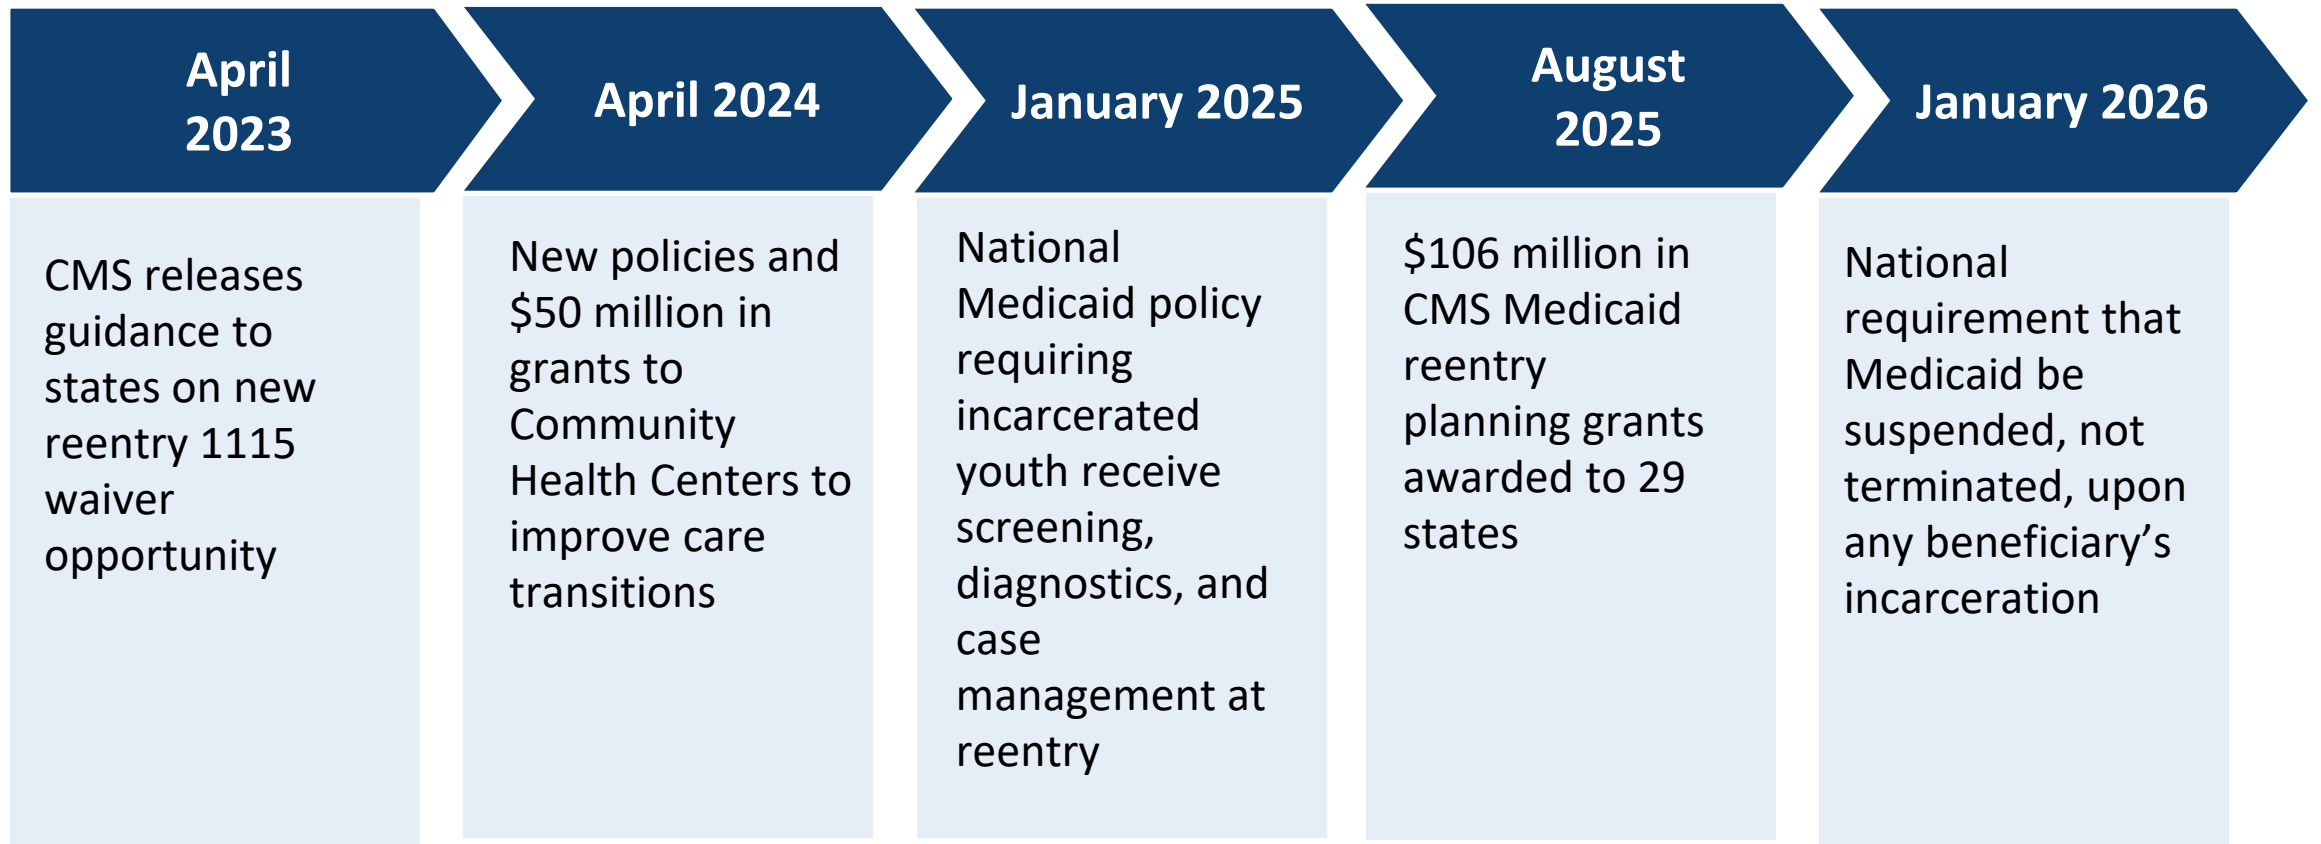 April
2023
April 2024
January 2025
August
2025
January 2026
CMS releases
guidance to
states on new
reentry 1115
waiver
opportunity
New policies and
$50 million in
grants to
Community
Health Centers to
improve care
transitions
National
Medicaid policy
requiring
incarcerated
youth receive
screening,
diagnostics, and
case
management at
reentry
$106 million in
CMS Medicaid
reentry
planning grants
awarded to 29
states
National
requirement that
Medicaid be
suspended, not
terminated, upon
any beneficiary’s
incarceration